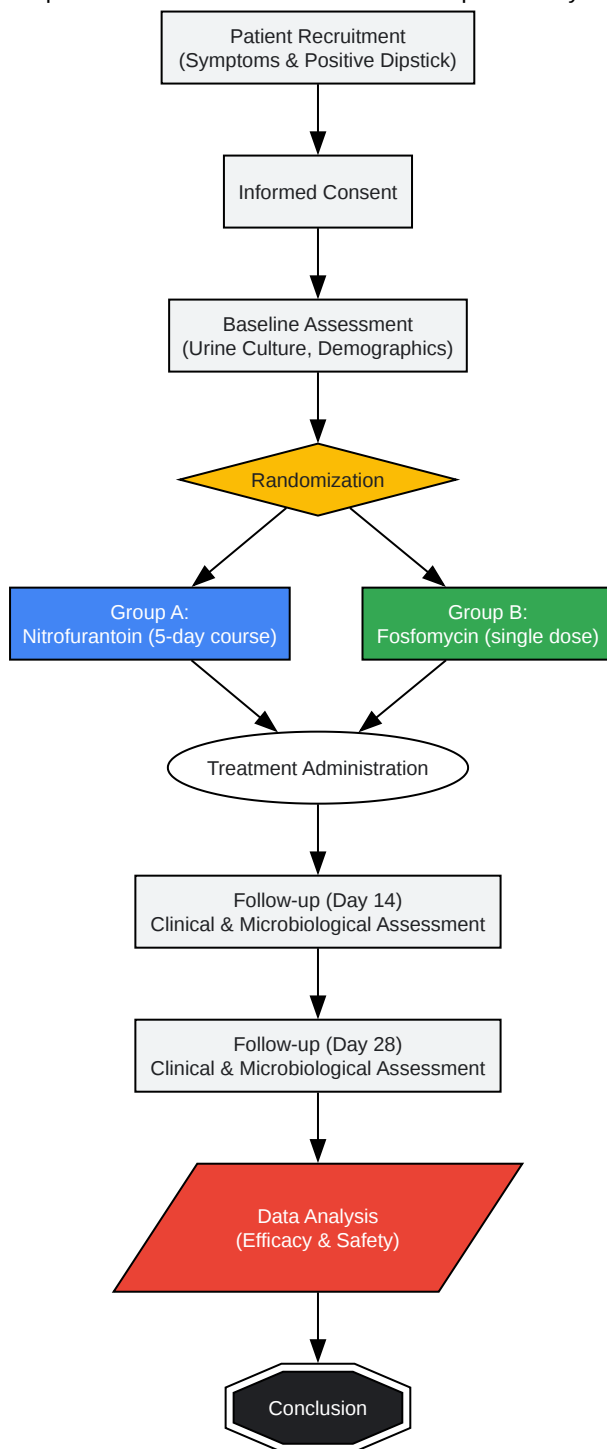 Patient Recruitment
(Symptoms & Positive Dipstick)
Informed Consent
Baseline Assessment
(Urine Culture, Demographics)
Randomization
Group A:
Nitrofurantoin (5-day course)
Group B:
Fosfomycin (single dose)
Treatment Administration
Follow-up (Day 14)
Clinical & Microbiological Assessment
Follow-up (Day 28)
Clinical & Microbiological Assessment
Data Analysis
(Efficacy & Safety)
Conclusion